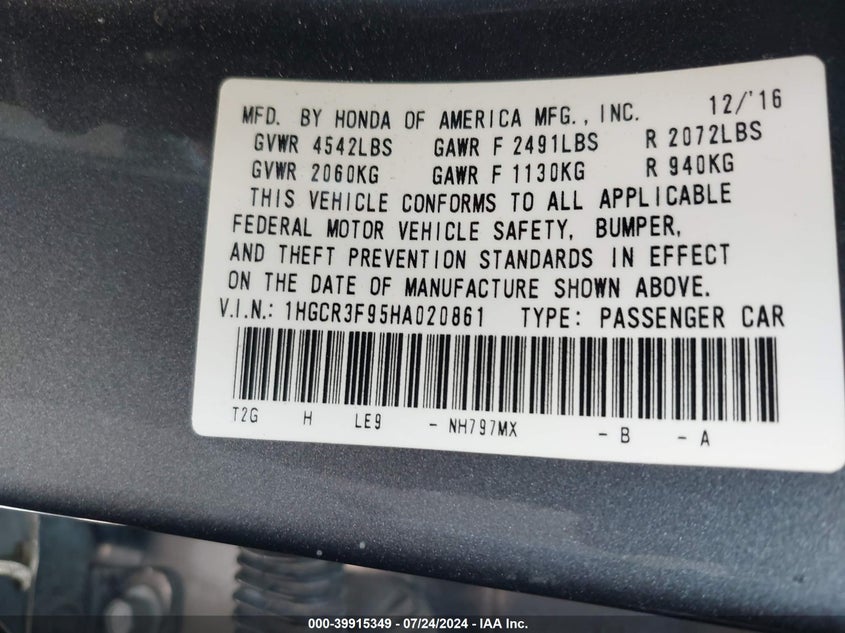 MFD. BY HONDA OF AMERICA MFG., INC. 12/'16
GVWR 4542LBS GAWR F 2491LBS R 2072LBS
GVWR 2060KG GAWR F 1130KG R 940KG
THIS VEHICLE CONFORMS TO ALL APPLICABLE
FEDERAL MOTOR VEHICLE SAFETY, BUMPER,
AND THEFT PREVENTION STANDARDS IN EFFECT
ON THE DATE OF MANUFACTURE SHOWN ABOVE.
V.I.N.: 1HGCR3F95HA020861 TYPE: PASSENGER CAR
T2G H LE9 - NH797MX - B - A
000-39915349 / 07/24/2024 - IAA Inc.